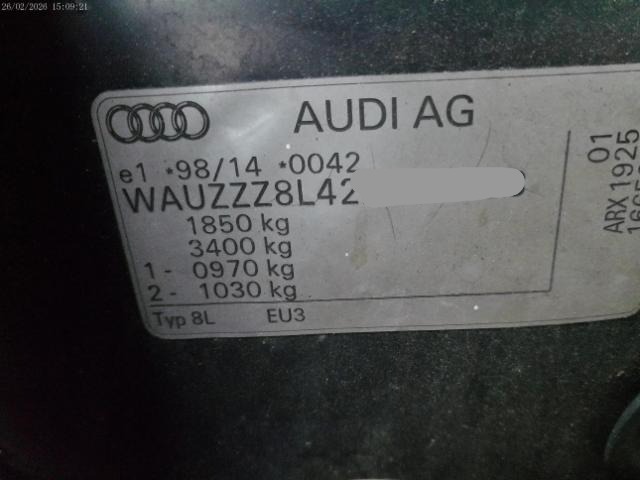 26/02/2026 15:09:21
AUDI AG
e1 *98/14 *0042
WAUZZZ8L42
1850 kg
3400 kg
1- 0970 kg
2- 1030 kg
Typ 8L EU3
01
ARX 1925